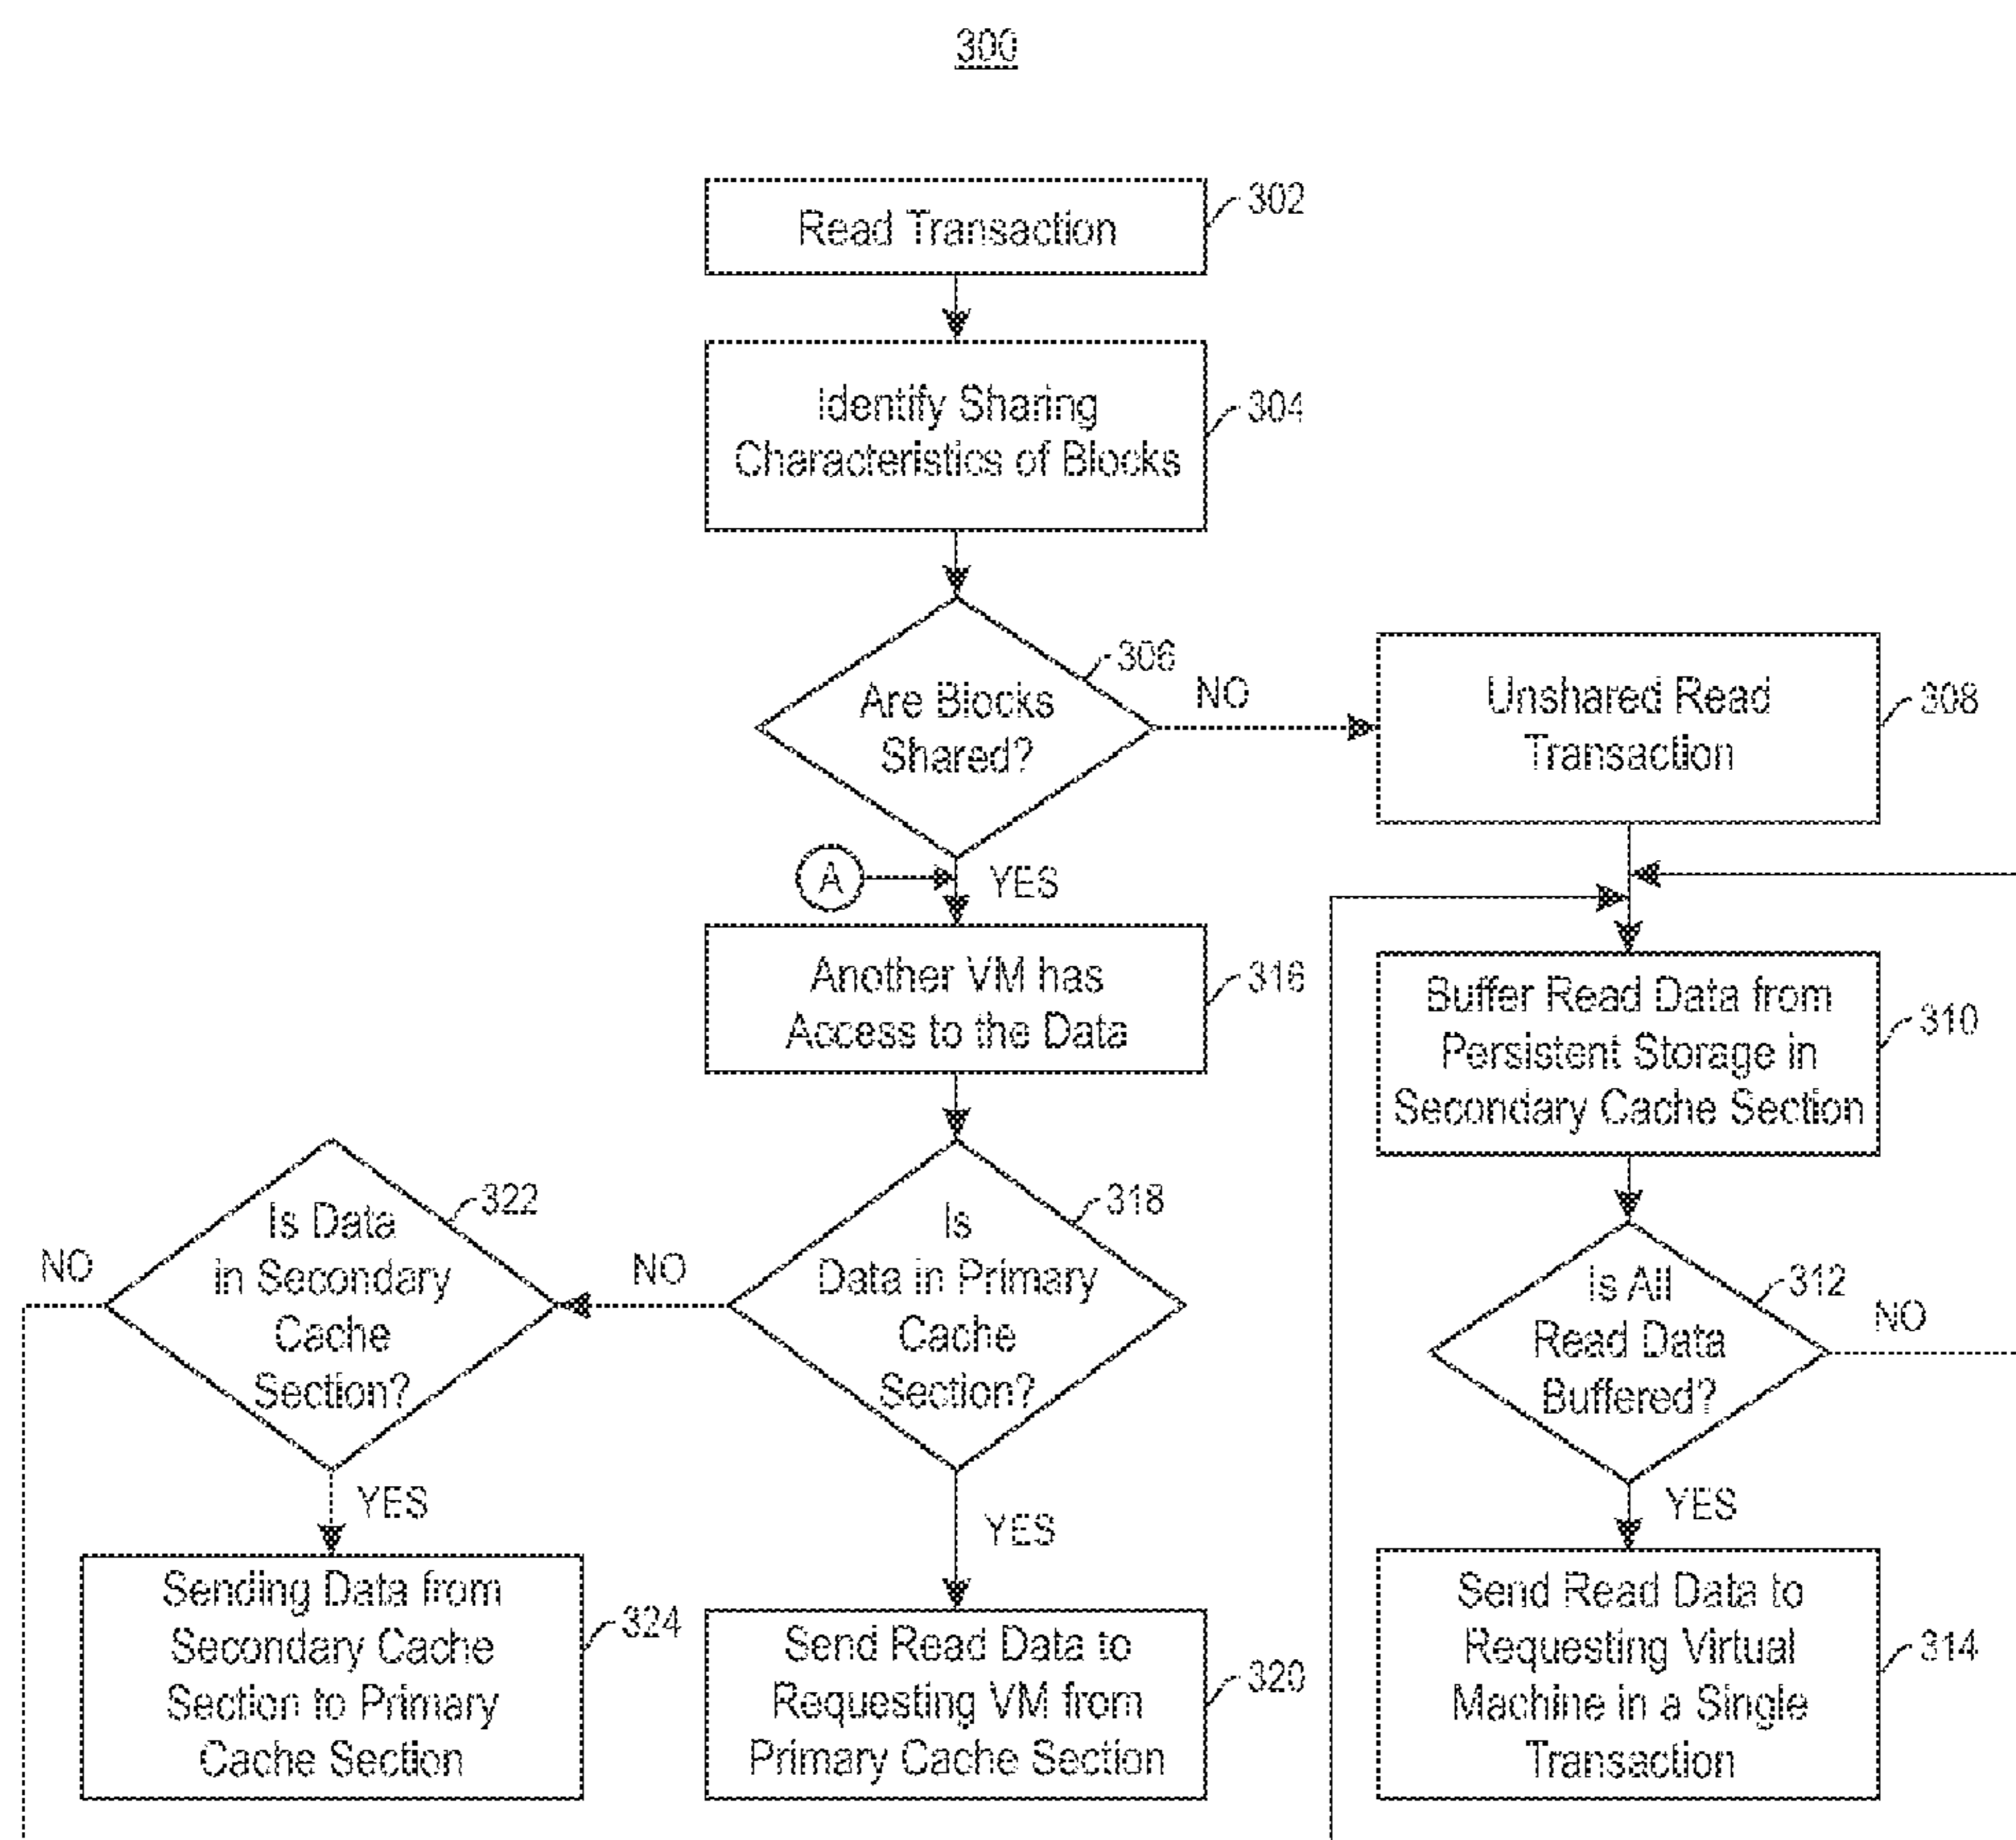 300
Read Transaction
302
Identify Sharing
Characteristics of Blocks
304
Are Blocks
Shared?
306
NO
Unshared Read
Transaction
308
A
YES
Another VM has
Access to the Data
316
Buffer Read Data from
Persistent Storage in
Secondary Cache Section
310
Is Data
in Secondary
Cache
Section?
322
NO
NO
Is
Data in Primary
Cache
Section?
318
Is All
Read Data
Buffered?
312
NO
YES
YES
YES
Sending Data from
Secondary Cache
Section to Primary
Cache Section
324
Send Read Data to
Requesting VM from
Primary Cache Section
320
Send Read Data to
Requesting Virtual
Machine in a Single
Transaction
314